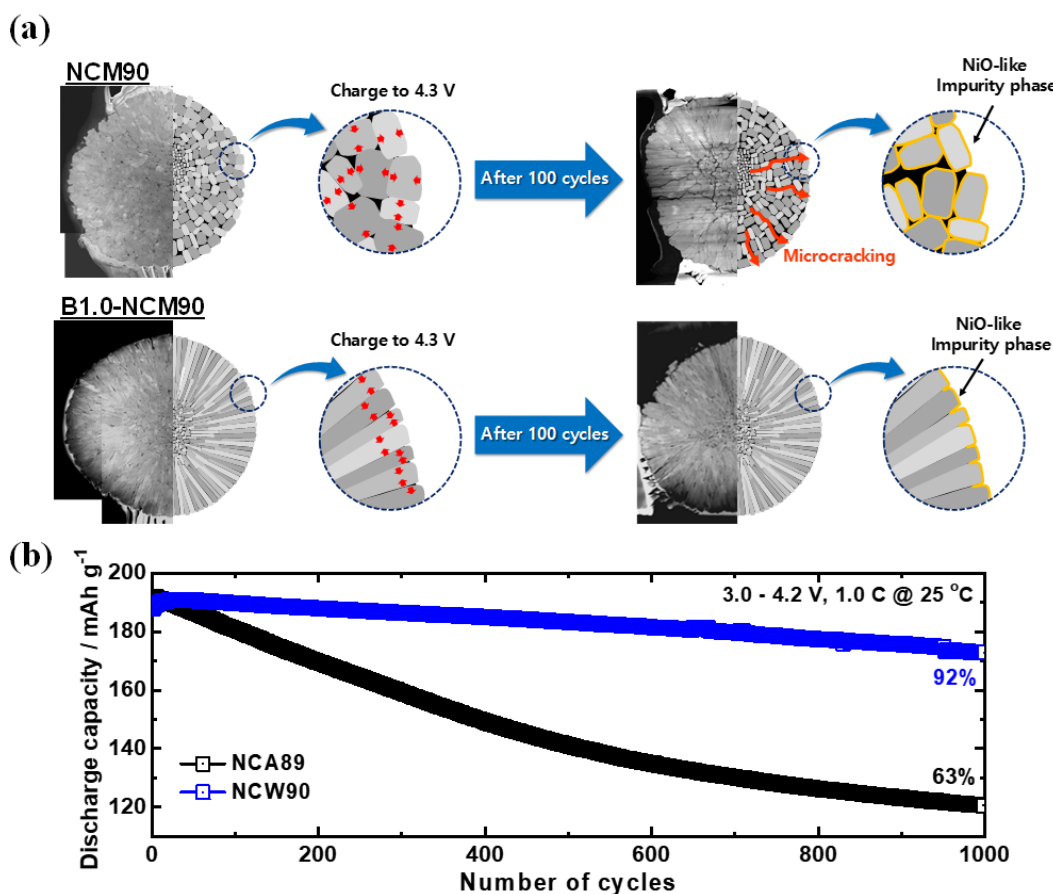 (a)
NCM90
Charge to 4.3 V
After 100 cycles
NiO-like
Impurity phase
Microcracking
B1.0-NCM90
Charge to 4.3 V
After 100 cycles
NiO-like
Impurity phase
(b)
Discharge capacity / mAh g⁻¹
200
180
160
140
120
3.0 - 4.2 V, 1.0 C @ 25 °C
92%
63%
NCA89
NCW90
0
200
400
600
800
1000
Number of cycles